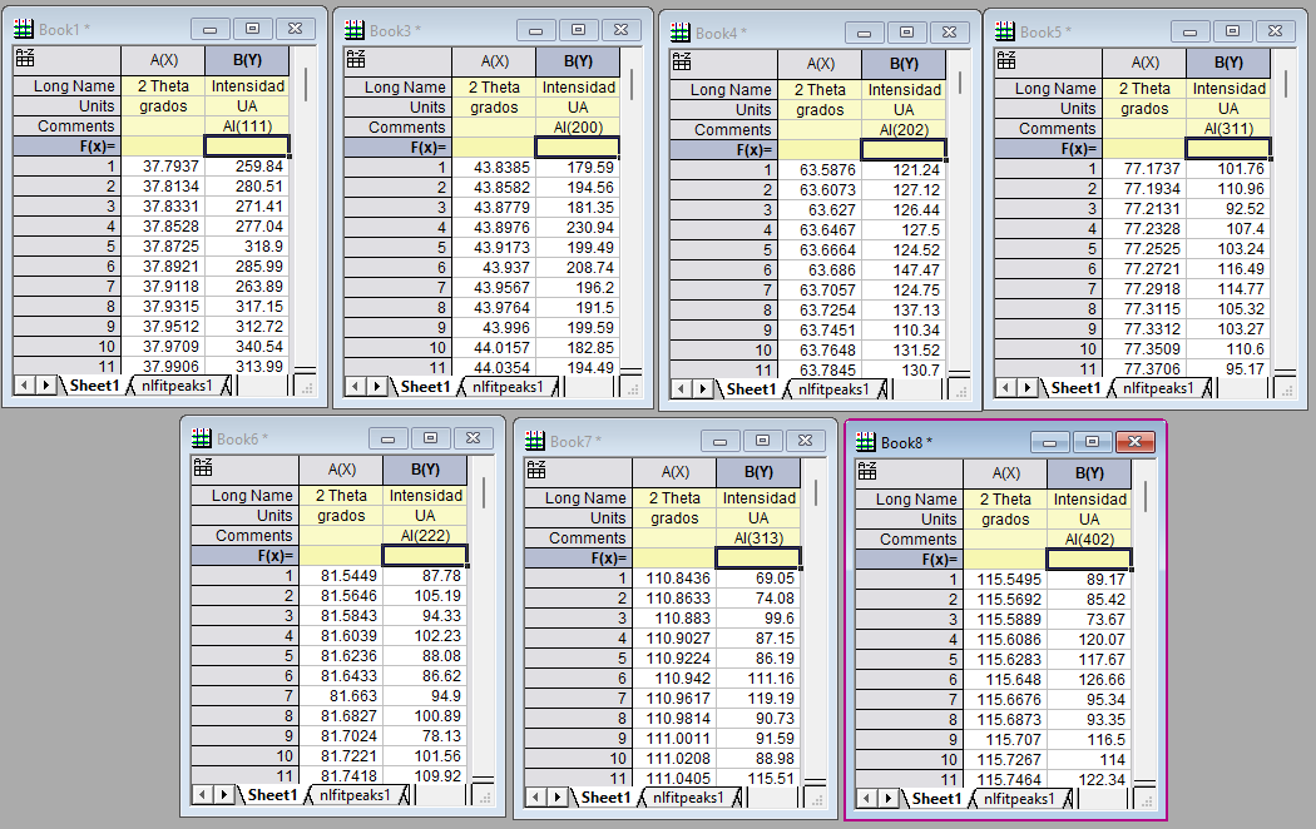 Book1 *
A(X) B(Y)
Long Name 2 Theta Intensidad
Units grados UA
Comments Al(111)
F(x)=
1 37.7937 259.84
2 37.8134 280.51
3 37.8331 271.41
4 37.8528 277.04
5 37.8725 318.9
6 37.8921 285.99
7 37.9118 263.89
8 37.9315 317.15
9 37.9512 312.72
10 37.9709 340.54
11 37.9906 313.99
Sheet1 nlfitpeaks1
Book3 *
A(X) B(Y)
Long Name 2 Theta Intensidad
Units grados UA
Comments Al(200)
F(x)=
1 43.8385 179.59
2 43.8582 194.56
3 43.8779 181.35
4 43.8976 230.94
5 43.9173 199.49
6 43.937 208.74
7 43.9567 196.2
8 43.9764 191.5
9 43.996 199.59
10 44.0157 182.85
11 44.0354 194.49
Sheet1 nlfitpeaks1
Book4 *
A(X) B(Y)
Long Name 2 Theta Intensidad
Units grados UA
Comments Al(202)
F(x)=
1 63.5876 121.24
2 63.6073 127.12
3 63.627 126.44
4 63.6467 127.5
5 63.6664 124.52
6 63.686 147.47
7 63.7057 124.75
8 63.7254 137.13
9 63.7451 110.34
10 63.7648 131.52
11 63.7845 130.7
Sheet1 nlfitpeaks1
Book5 *
A(X) B(Y)
Long Name 2 Theta Intensidad
Units grados UA
Comments Al(311)
F(x)=
1 77.1737 101.76
2 77.1934 110.96
3 77.2131 92.52
4 77.2328 107.4
5 77.2525 103.24
6 77.2721 116.49
7 77.2918 114.77
8 77.3115 105.32
9 77.3312 103.27
10 77.3509 110.6
11 77.3706 95.17
Sheet1 nlfitpeaks1
Book6 *
A(X) B(Y)
Long Name 2 Theta Intensidad
Units grados UA
Comments Al(222)
F(x)=
1 81.5449 87.78
2 81.5646 105.19
3 81.5843 94.33
4 81.6039 102.23
5 81.6236 88.08
6 81.6433 86.62
7 81.663 94.9
8 81.6827 100.89
9 81.7024 78.13
10 81.7221 101.56
11 81.7418 109.92
Sheet1 nlfitpeaks1
Book7 *
A(X) B(Y)
Long Name 2 Theta Intensidad
Units grados UA
Comments Al(313)
F(x)=
1 110.8436 69.05
2 110.8633 74.08
3 110.883 99.6
4 110.9027 87.15
5 110.9224 86.19
6 110.942 111.16
7 110.9617 119.19
8 110.9814 90.73
9 111.0011 91.59
10 111.0208 88.98
11 111.0405 115.51
Sheet1 nlfitpeaks1
Book8 *
A(X) B(Y)
Long Name 2 Theta Intensidad
Units grados UA
Comments Al(402)
F(x)=
1 115.5495 89.17
2 115.5692 85.42
3 115.5889 73.67
4 115.6086 120.07
5 115.6283 117.67
6 115.648 126.66
7 115.6676 95.34
8 115.6873 93.35
9 115.707 116.5
10 115.7267 114
11 115.7464 122.34
Sheet1 nlfitpeaks1